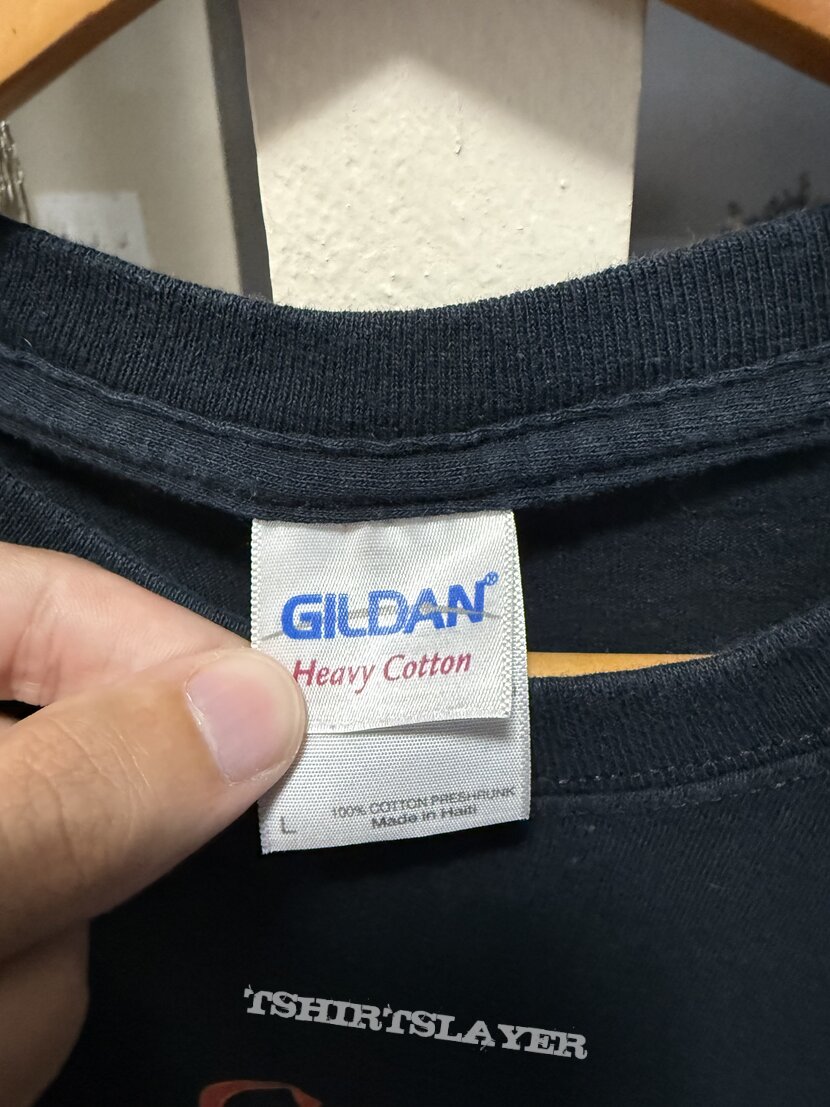 GILDAN®
Heavy Cotton
100% COTTON PRESHRUNK
L Made in Haiti
TSHIRTSLAYER